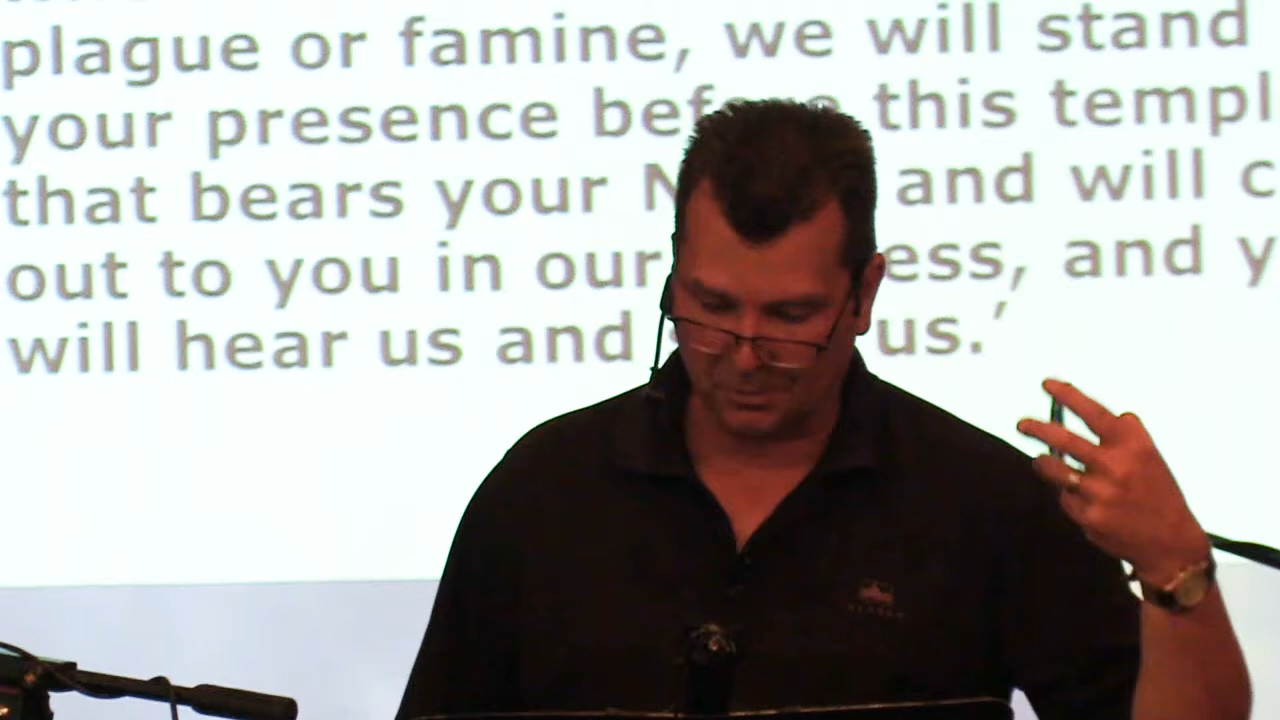 plague or famine, we will stand
your presence before this templ
that bears your N and will c
out to you in our ess, and y
will hear us and us.’